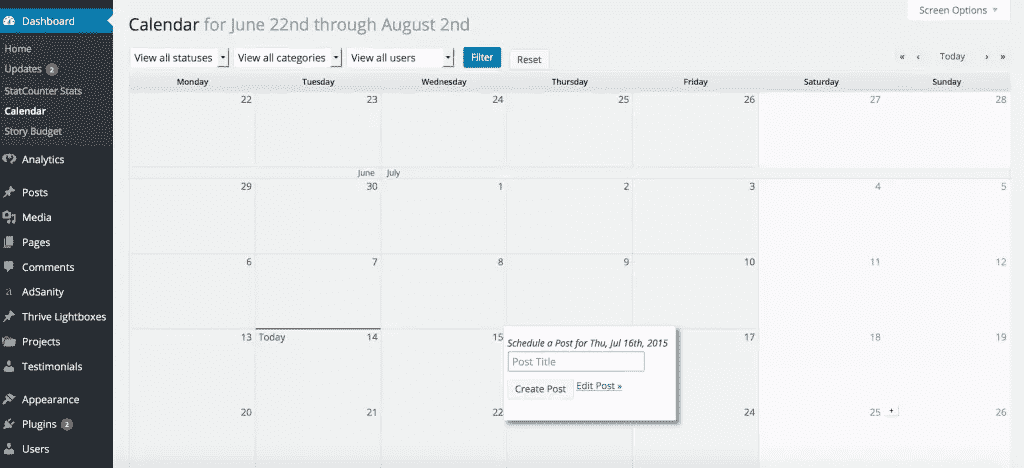 Dashboard
Home
Updates 2
StatCounter Stats
Calendar
Story Budget
Analytics
Posts
Media
Pages
Comments
AdSanity
Thrive Lightboxes
Projects
Testimonials
Appearance
Plugins 2
Users
Screen Options ▼
Calendar for June 22nd through August 2nd
View all statuses View all categories View all users Filter Reset « ‹ Today › »
Monday Tuesday Wednesday Thursday Friday Saturday Sunday
22 23 24 25 26 27 28
June July
29 30 1 2 3 4 5
6 7 8 9 10 11 12
13 Today 14 15 17 18 19
Schedule a Post for Thu, Jul 16th, 2015
Post Title
Create Post Edit Post »
20 21 22 24 25 + 26